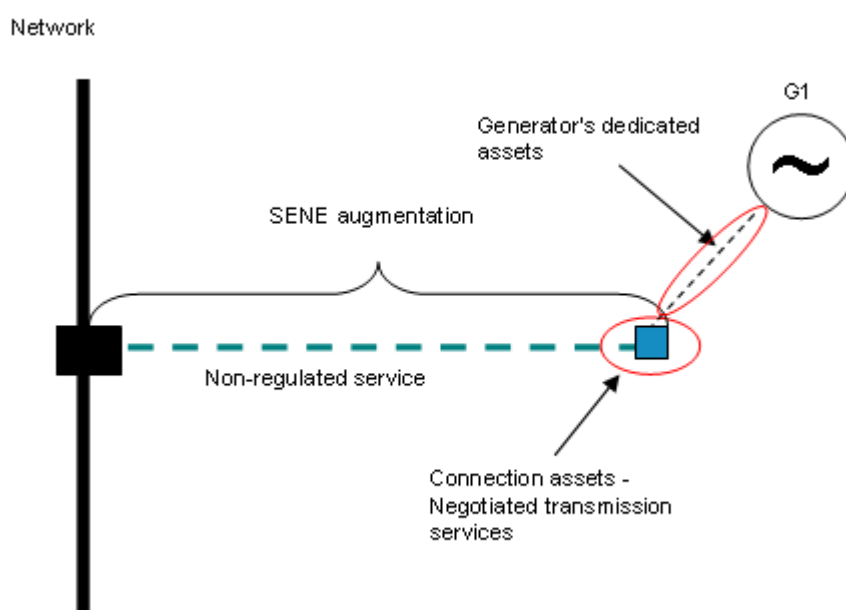 Network
G1
Generator's dedicated
assets
SENE augmentation
Non-regulated service
Connection assets -
Negotiated transmission
services